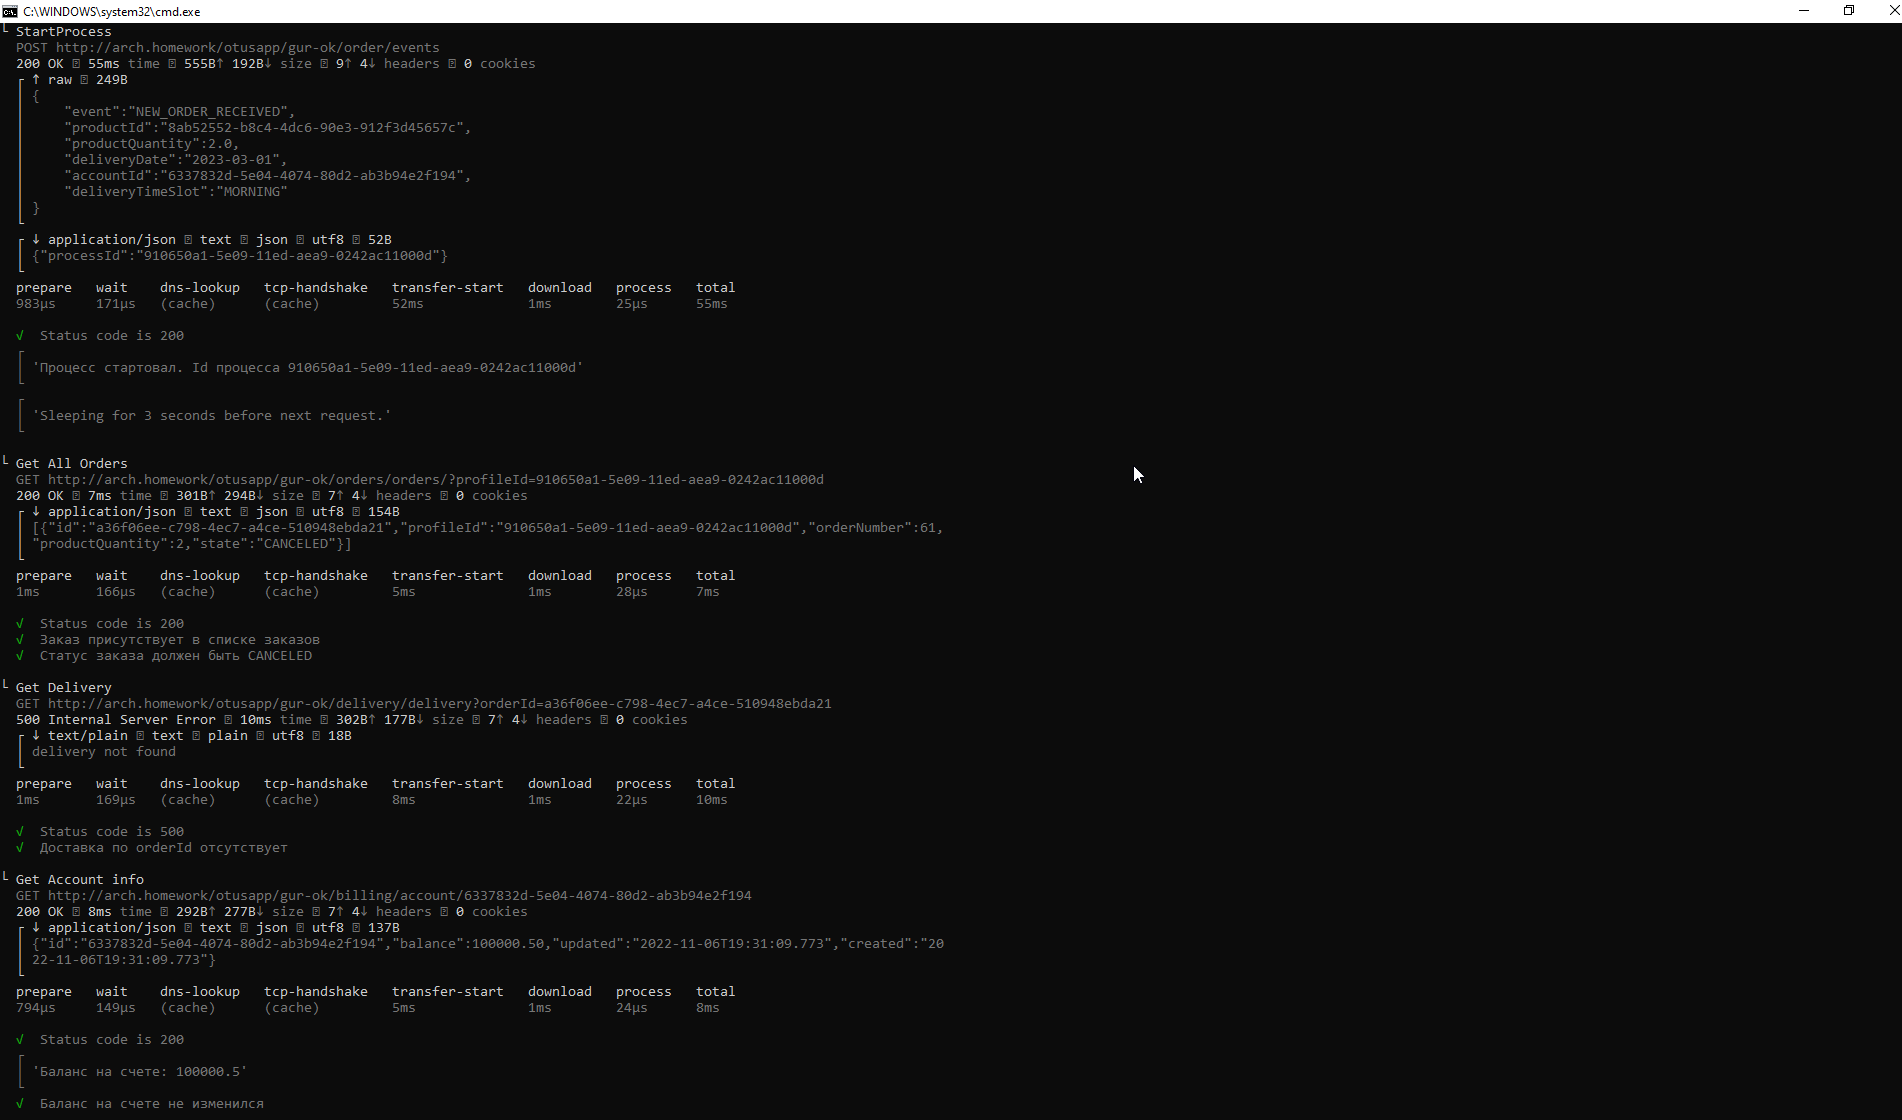 C:\WINDOWS\system32\cmd.exe
└ StartProcess
POST http://arch.homework/otusapp/gur-ok/order/events
200 OK ⍰ 55ms time ⍰ 555B↑ 192B↓ size ⍰ 9↑ 4↓ headers ⍰ 0 cookies
┌ ↑ raw ⍰ 249B
│ {
│     "event":"NEW_ORDER_RECEIVED",
│     "productId":"8ab52552-b8c4-4dc6-90e3-912f3d45657c",
│     "productQuantity":2.0,
│     "deliveryDate":"2023-03-01",
│     "accountId":"6337832d-5e04-4074-80d2-ab3b94e2f194",
│     "deliveryTimeSlot":"MORNING"
│ }
└
┌ ↓ application/json ⍰ text ⍰ json ⍰ utf8 ⍰ 52B
│ {"processId":"910650a1-5e09-11ed-aea9-0242ac11000d"}
└
prepare   wait    dns-lookup   tcp-handshake   transfer-start   download   process   total
983µs     171µs   (cache)      (cache)         52ms             1ms        25µs      55ms
√  Status code is 200
┌
│ 'Процесс стартовал. Id процесса 910650a1-5e09-11ed-aea9-0242ac11000d'
└
┌
│ 'Sleeping for 3 seconds before next request.'
└
└ Get All Orders
GET http://arch.homework/otusapp/gur-ok/orders/orders/?profileId=910650a1-5e09-11ed-aea9-0242ac11000d
200 OK ⍰ 7ms time ⍰ 301B↑ 294B↓ size ⍰ 7↑ 4↓ headers ⍰ 0 cookies
┌ ↓ application/json ⍰ text ⍰ json ⍰ utf8 ⍰ 154B
│ [{"id":"a36f06ee-c798-4ec7-a4ce-510948ebda21","profileId":"910650a1-5e09-11ed-aea9-0242ac11000d","orderNumber":61,
│ "productQuantity":2,"state":"CANCELED"}]
└
prepare   wait    dns-lookup   tcp-handshake   transfer-start   download   process   total
1ms       166µs   (cache)      (cache)         5ms              1ms        28µs      7ms
√  Status code is 200
√  Заказ присутствует в списке заказов
√  Статус заказа должен быть CANCELED
└ Get Delivery
GET http://arch.homework/otusapp/gur-ok/delivery/delivery?orderId=a36f06ee-c798-4ec7-a4ce-510948ebda21
500 Internal Server Error ⍰ 10ms time ⍰ 302B↑ 177B↓ size ⍰ 7↑ 4↓ headers ⍰ 0 cookies
┌ ↓ text/plain ⍰ text ⍰ plain ⍰ utf8 ⍰ 18B
│ delivery not found
└
prepare   wait    dns-lookup   tcp-handshake   transfer-start   download   process   total
1ms       169µs   (cache)      (cache)         8ms              1ms        22µs      10ms
√  Status code is 500
√  Доставка по orderId отсутствует
└ Get Account info
GET http://arch.homework/otusapp/gur-ok/billing/account/6337832d-5e04-4074-80d2-ab3b94e2f194
200 OK ⍰ 8ms time ⍰ 292B↑ 277B↓ size ⍰ 7↑ 4↓ headers ⍰ 0 cookies
┌ ↓ application/json ⍰ text ⍰ json ⍰ utf8 ⍰ 137B
│ {"id":"6337832d-5e04-4074-80d2-ab3b94e2f194","balance":100000.50,"updated":"2022-11-06T19:31:09.773","created":"20
│ 22-11-06T19:31:09.773"}
└
prepare   wait    dns-lookup   tcp-handshake   transfer-start   download   process   total
794µs     149µs   (cache)      (cache)         5ms              1ms        24µs      8ms
√  Status code is 200
┌
│ 'Баланс на счете: 100000.5'
└
√  Баланс на счете не изменился